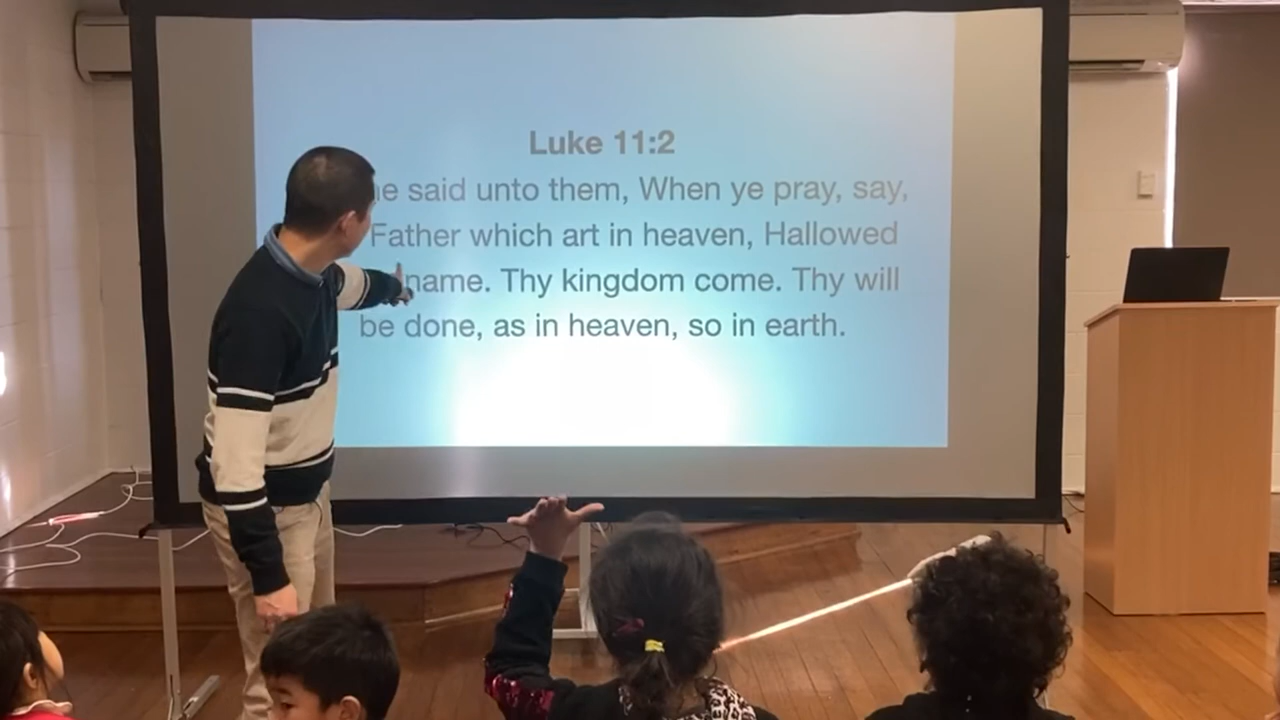 Luke 11:2
he said unto them, When ye pray, say,
Father which art in heaven, Hallowed
name. Thy kingdom come. Thy will
be done, as in heaven, so in earth.